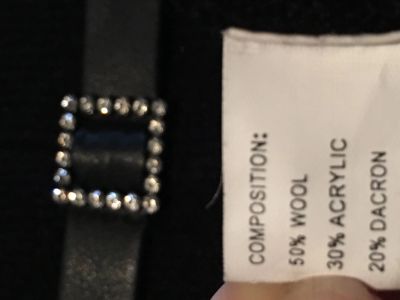 COMPOSITION:
50% WOOL
30% ACRYLIC
20% DACRON